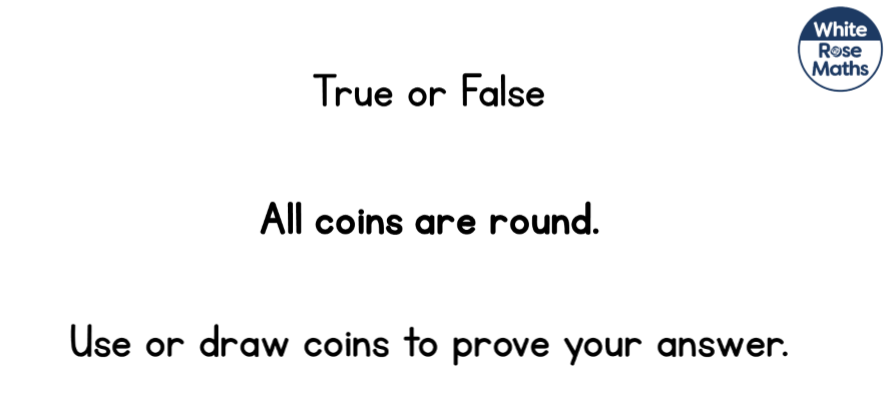 White
Rose
Maths
True or False
All coins are round.
Use or draw coins to prove your answer.